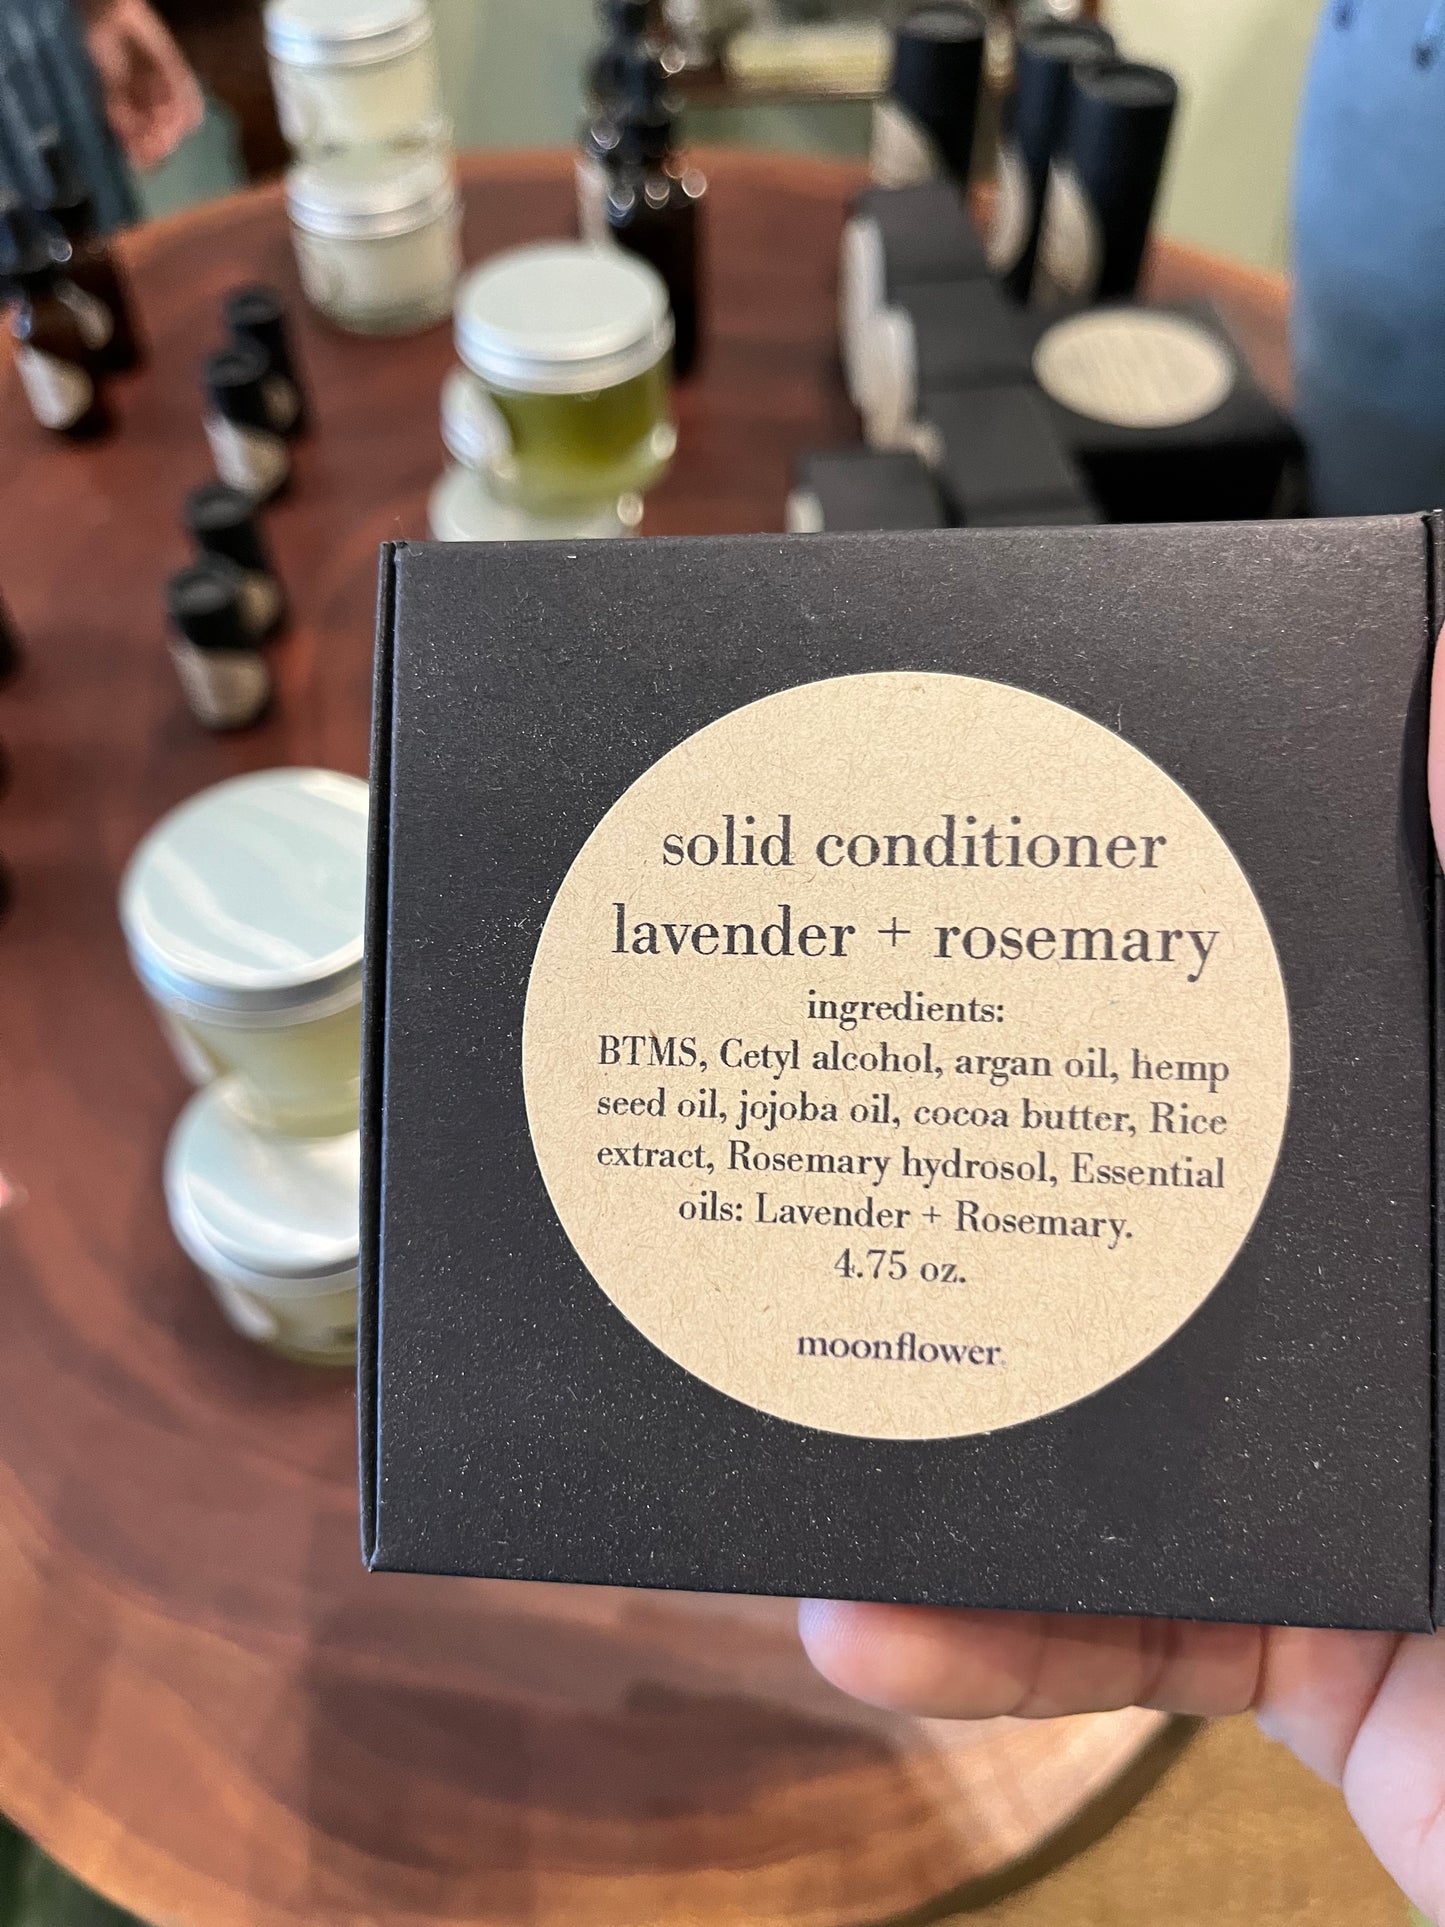 solid conditioner
lavender + rosemary
ingredients:
BTMS, Cetyl alcohol, argan oil, hemp
seed oil, jojoba oil, cocoa butter, Rice
extract, Rosemary hydrosol, Essential
oils: Lavender + Rosemary.
4.75 oz.
moonflower.